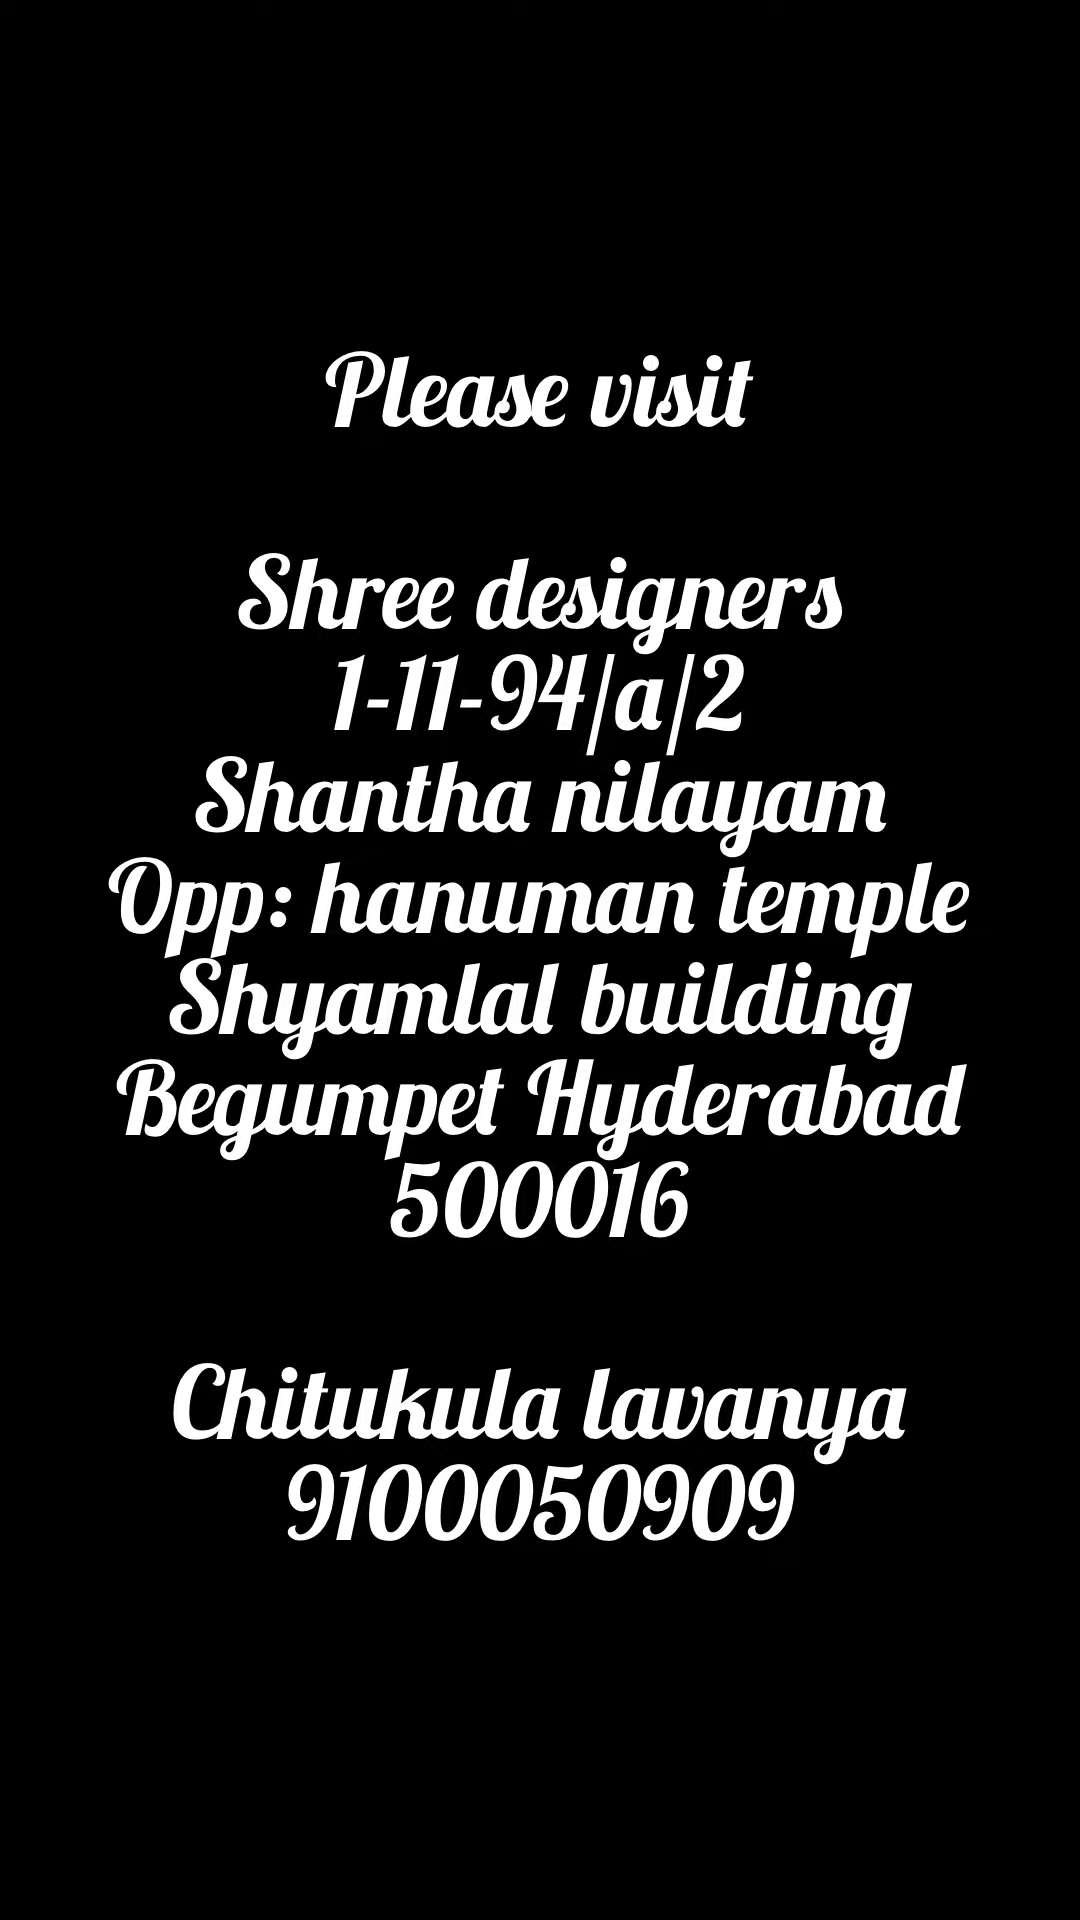 Please visit
Shree designers
1-11-94/a/2
Shantha nilayam
Opp: hanuman temple
Shyamlal building
Begumpet Hyderabad
500016
Chitukula lavanya
9100050909